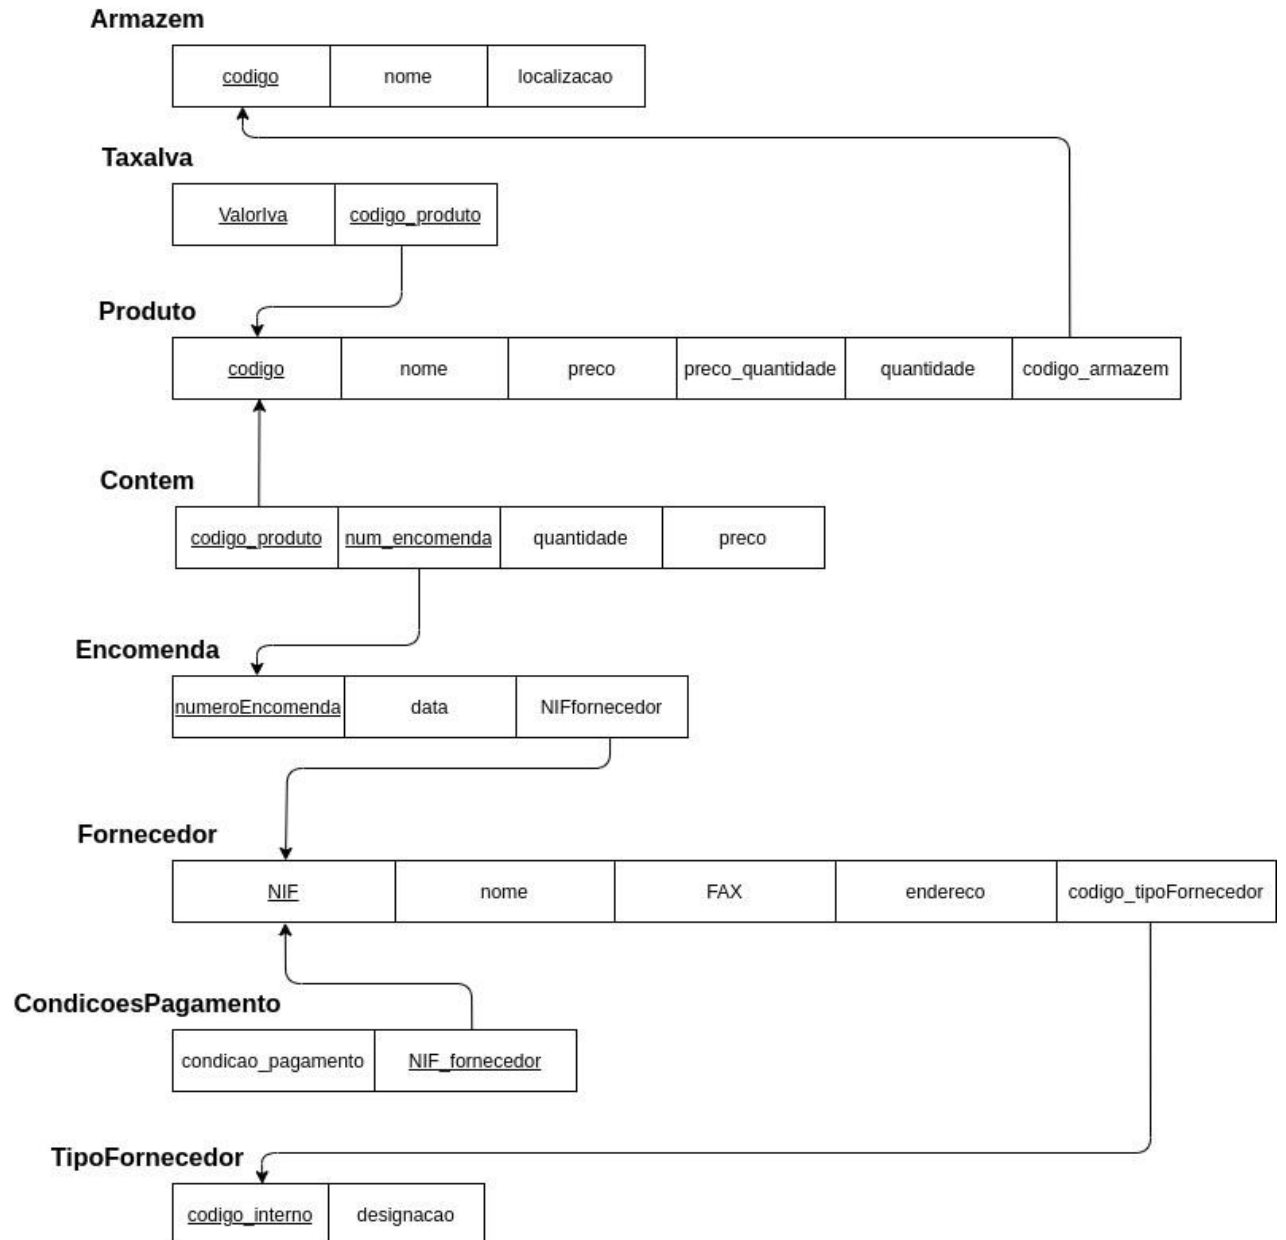 Armazem
codigo nome localizacao
TaxaIva
ValorIva codigo_produto
Produto
codigo nome preco preco_quantidade quantidade codigo_armazem
Contem
codigo_produto num_encomenda quantidade preco
Encomenda
numeroEncomenda data NIFfornecedor
Fornecedor
NIF nome FAX endereco codigo_tipoFornecedor
CondicoesPagamento
condicao_pagamento NIF_fornecedor
TipoFornecedor
codigo_interno designacao